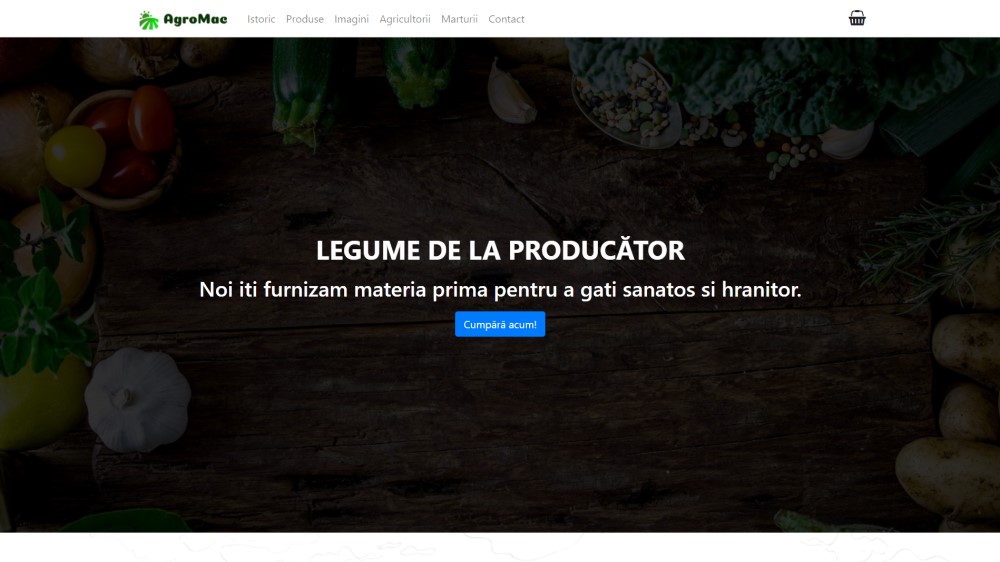 AgroMac
Istoric Produse Imagini Agricultorii Marturii Contact
LEGUME DE LA PRODUCĂTOR
Noi iti furnizam materia prima pentru a gati sanatos si hranitor.
Cumpără acum!